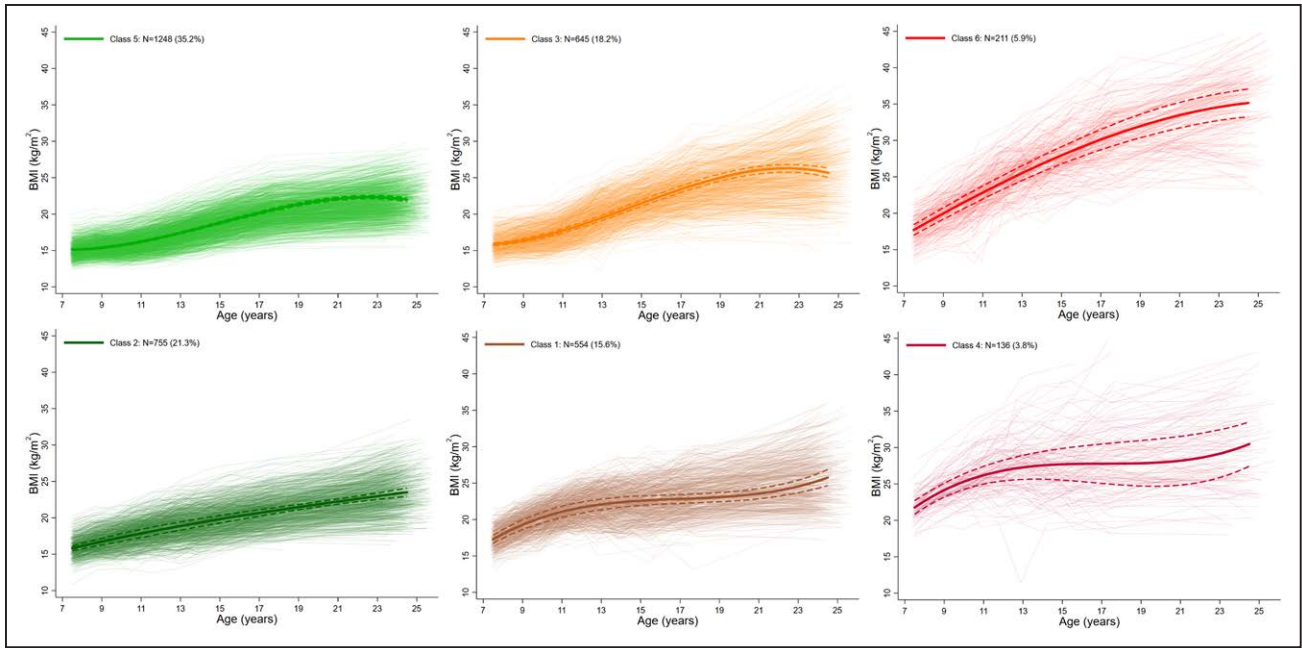 Class 5: N=1248 (35.2%)
45
40
35
30
25
20
15
10
BMI (kg/m²)
7 9 11 13 15 17 19 21 23 25
Age (years)
Class 3: N=645 (18.2%)
45
40
35
30
25
20
15
10
BMI (kg/m²)
7 9 11 13 15 17 19 21 23 25
Age (years)
Class 6: N=211 (5.9%)
45
40
35
30
25
20
15
10
BMI (kg/m²)
7 9 11 13 15 17 19 21 23 25
Age (years)
Class 2: N=755 (21.3%)
45
40
35
30
25
20
15
10
BMI (kg/m²)
7 9 11 13 15 17 19 21 23 25
Age (years)
Class 1: N=554 (15.6%)
45
40
35
30
25
20
15
10
BMI (kg/m²)
7 9 11 13 15 17 19 21 23 25
Age (years)
Class 4: N=136 (3.8%)
45
40
35
30
25
20
15
10
BMI (kg/m²)
7 9 11 13 15 17 19 21 23 25
Age (years)